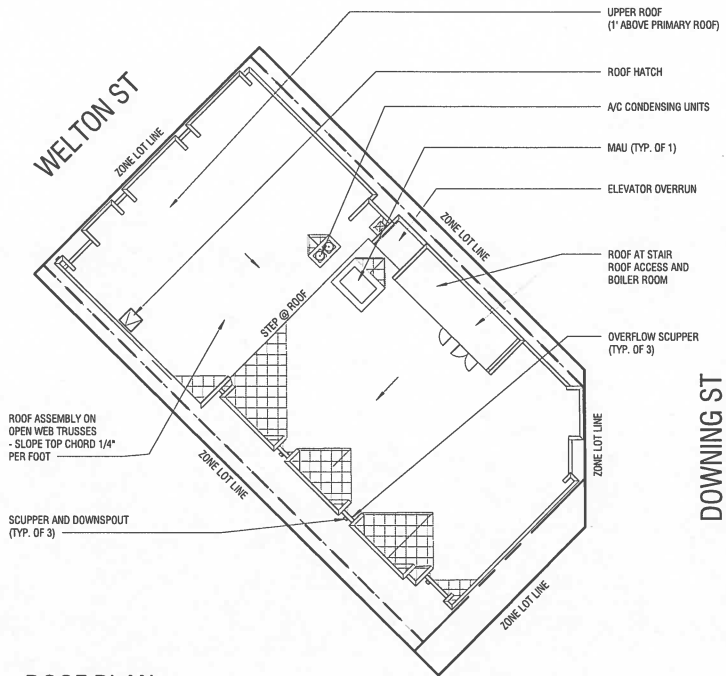 UPPER ROOF
(1' ABOVE PRIMARY ROOF)
ROOF HATCH
A/C CONDENSING UNITS
MAU (TYP. OF 1)
ELEVATOR OVERRUN
ROOF AT STAIR
ROOF ACCESS AND
BOILER ROOM
OVERFLOW SCUPPER
(TYP. OF 3)
WELTON ST
ZONE LOT LINE
ZONE LOT LINE
STEP @ ROOF
ROOF ASSEMBLY ON
OPEN WEB TRUSSES
- SLOPE TOP CHORD 1/4"
PER FOOT
ZONE LOT LINE
ZONE LOT LINE
DOWNING ST
SCUPPER AND DOWNSPOUT
(TYP. OF 3)
ZONE LOT LINE
ROOF PLAN